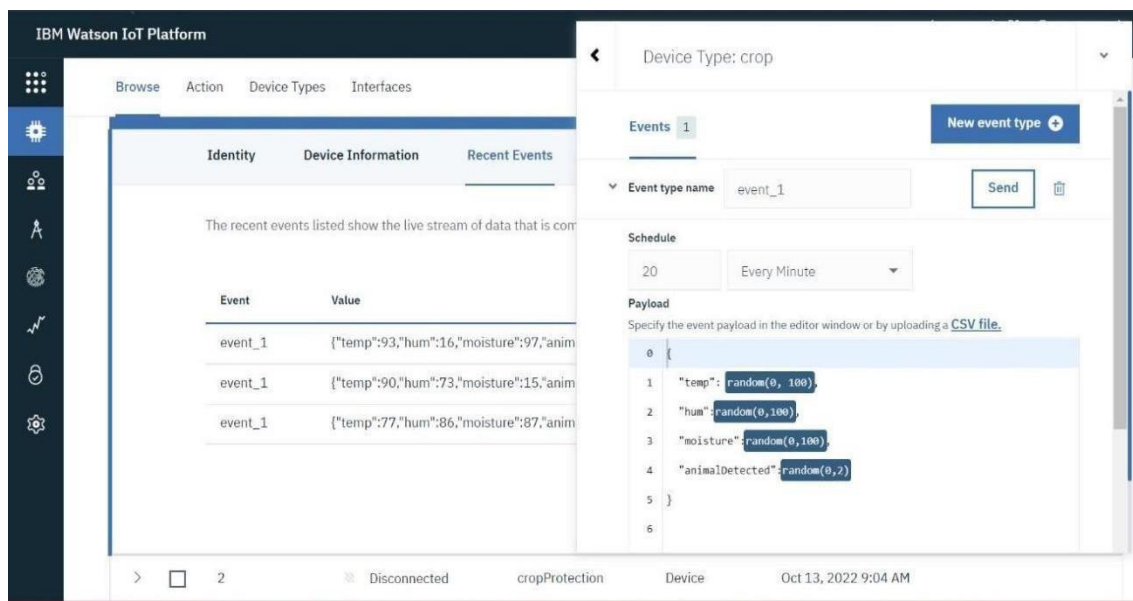 IBM Watson IoT Platform
Browse Action Device Types Interfaces
Identity Device Information Recent Events
The recent events listed show the live stream of data that is com
Event Value
event_1 {"temp":93,"hum":16,"moisture":97,"anim
event_1 {"temp":90,"hum":73,"moisture":15,"anim
event_1 {"temp":77,"hum":86,"moisture":87,"anim
2 Disconnected cropProtection Device Oct 13, 2022 9:04 AM
Device Type: crop
Events 1 New event type
Event type name event_1 Send
Schedule
20 Every Minute
Payload
Specify the event payload in the editor window or by uploading a CSV file.
0 {
1 "temp": random(0, 100),
2 "hum":random(0,100),
3 "moisture":random(0,100),
4 "animalDetected":random(0,2)
5 }
6